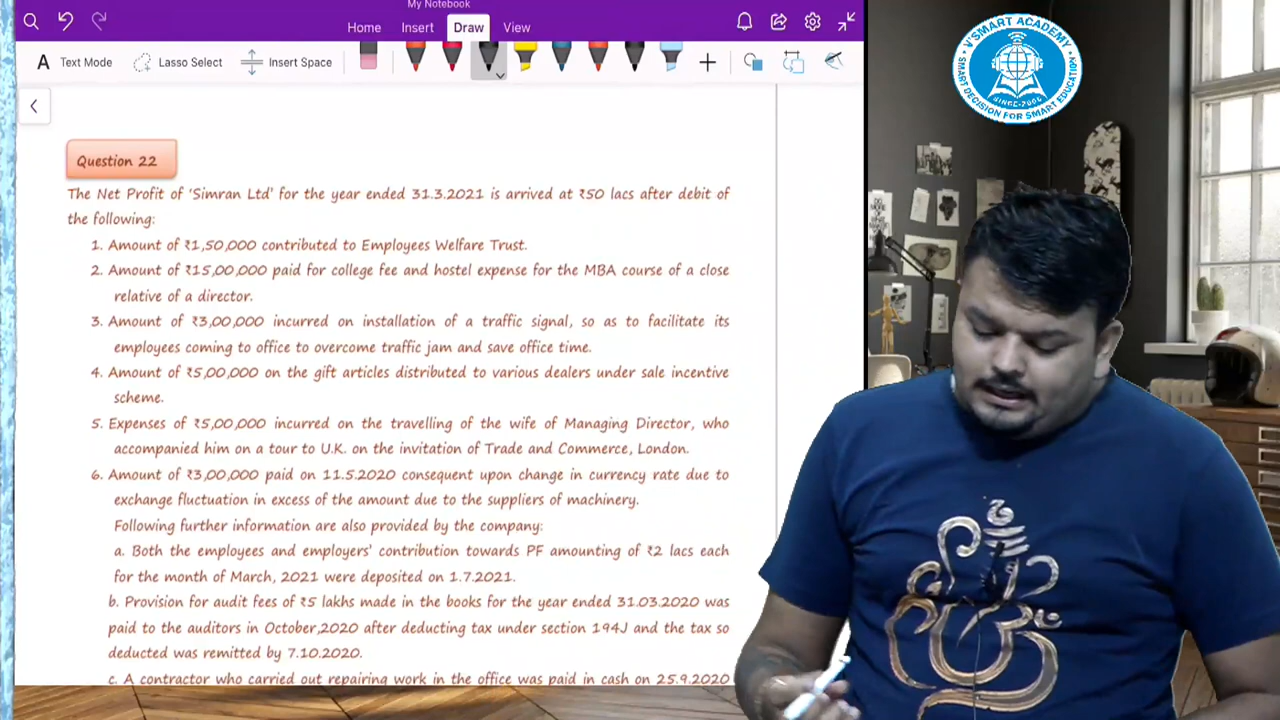 My Notebook
Home Insert Draw View
Text Mode Lasso Select Insert Space
V'SMART ACADEMY
SINCE-2000
SMART DECISION FOR SMART EDUCATION
Question 22
The Net Profit of 'Simran Ltd' for the year ended 31.3.2021 is arrived at ₹50 lacs after debit of
the following:
1. Amount of ₹1,50,000 contributed to Employees Welfare Trust.
2. Amount of ₹15,00,000 paid for college fee and hostel expense for the MBA course of a close
relative of a director.
3. Amount of ₹3,00,000 incurred on installation of a traffic signal, so as to facilitate its
employees coming to office to overcome traffic jam and save office time.
4. Amount of ₹5,00,000 on the gift articles distributed to various dealers under sale incentive
scheme.
5. Expenses of ₹5,00,000 incurred on the travelling of the wife of Managing Director, who
accompanied him on a tour to U.K. on the invitation of Trade and Commerce, London.
6. Amount of ₹3,00,000 paid on 11.5.2020 consequent upon change in currency rate due to
exchange fluctuation in excess of the amount due to the suppliers of machinery.
Following further information are also provided by the company:
a. Both the employees and employers' contribution towards PF amounting of ₹2 lacs each
for the month of March, 2021 were deposited on 1.7.2021.
b. Provision for audit fees of ₹5 lakhs made in the books for the year ended 31.03.2020 was
paid to the auditors in October,2020 after deducting tax under section 194J and the tax so
deducted was remitted by 7.10.2020.
c. A contractor who carried out repairing work in the office was paid in cash on 25.9.2020